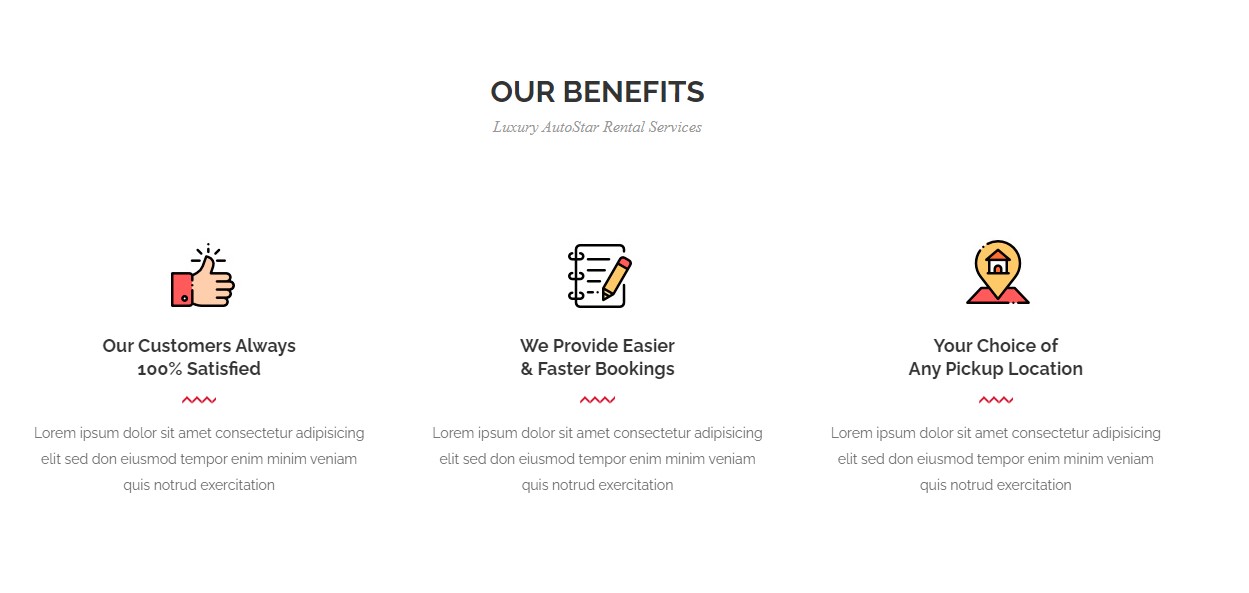 OUR BENEFITS
Luxury AutoStar Rental Services
Our Customers Always
100% Satisfied
Lorem ipsum dolor sit amet consectetur adipisicing
elit sed don eiusmod tempor enim minim veniam
quis notrud exercitation
We Provide Easier
& Faster Bookings
Lorem ipsum dolor sit amet consectetur adipisicing
elit sed don eiusmod tempor enim minim veniam
quis notrud exercitation
Your Choice of
Any Pickup Location
Lorem ipsum dolor sit amet consectetur adipisicing
elit sed don eiusmod tempor enim minim veniam
quis notrud exercitation